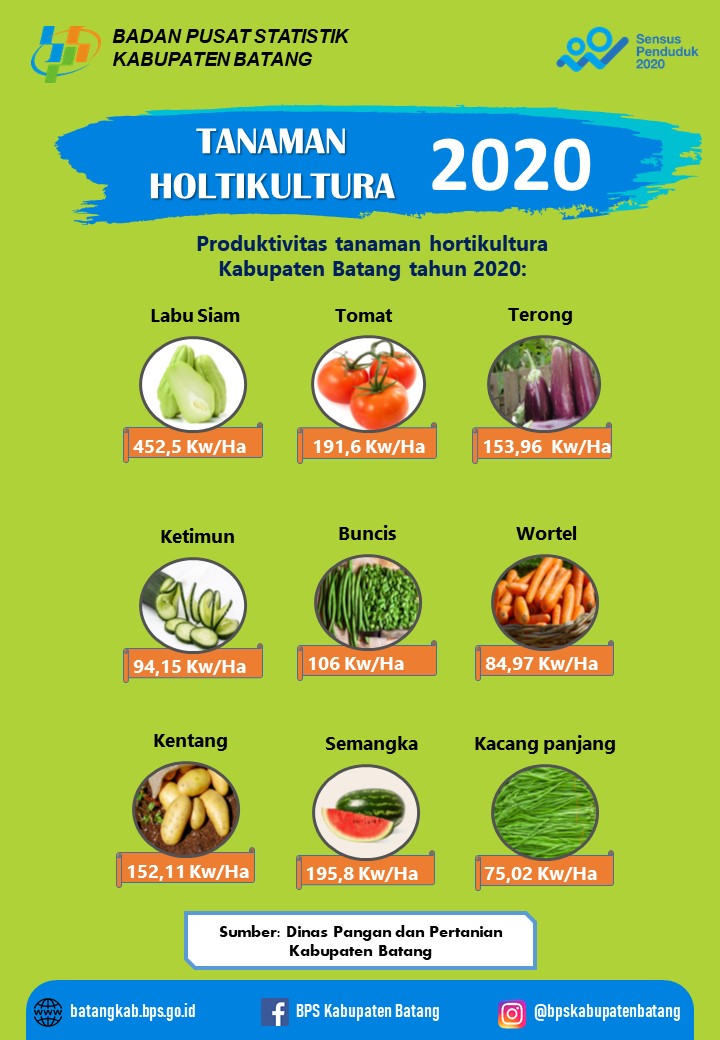 BADAN PUSAT STATISTIK
KABUPATEN BATANG
Sensus
Penduduk
2020
TANAMAN
HOLTIKULTURA
2020
Produktivitas tanaman hortikultura
Kabupaten Batang tahun 2020:
Labu Siam
Tomat
Terong
452,5 Kw/Ha
191,6 Kw/Ha
153,96 Kw/Ha
Ketimun
Buncis
Wortel
94,15 Kw/Ha
106 Kw/Ha
84,97 Kw/Ha
Kentang
Semangka
Kacang panjang
152,11 Kw/Ha
195,8 Kw/Ha
75,02 Kw/Ha
Sumber: Dinas Pangan dan Pertanian
Kabupaten Batang
batangkab.bps.go.id
BPS Kabupaten Batang
@bpskabupatenbatang